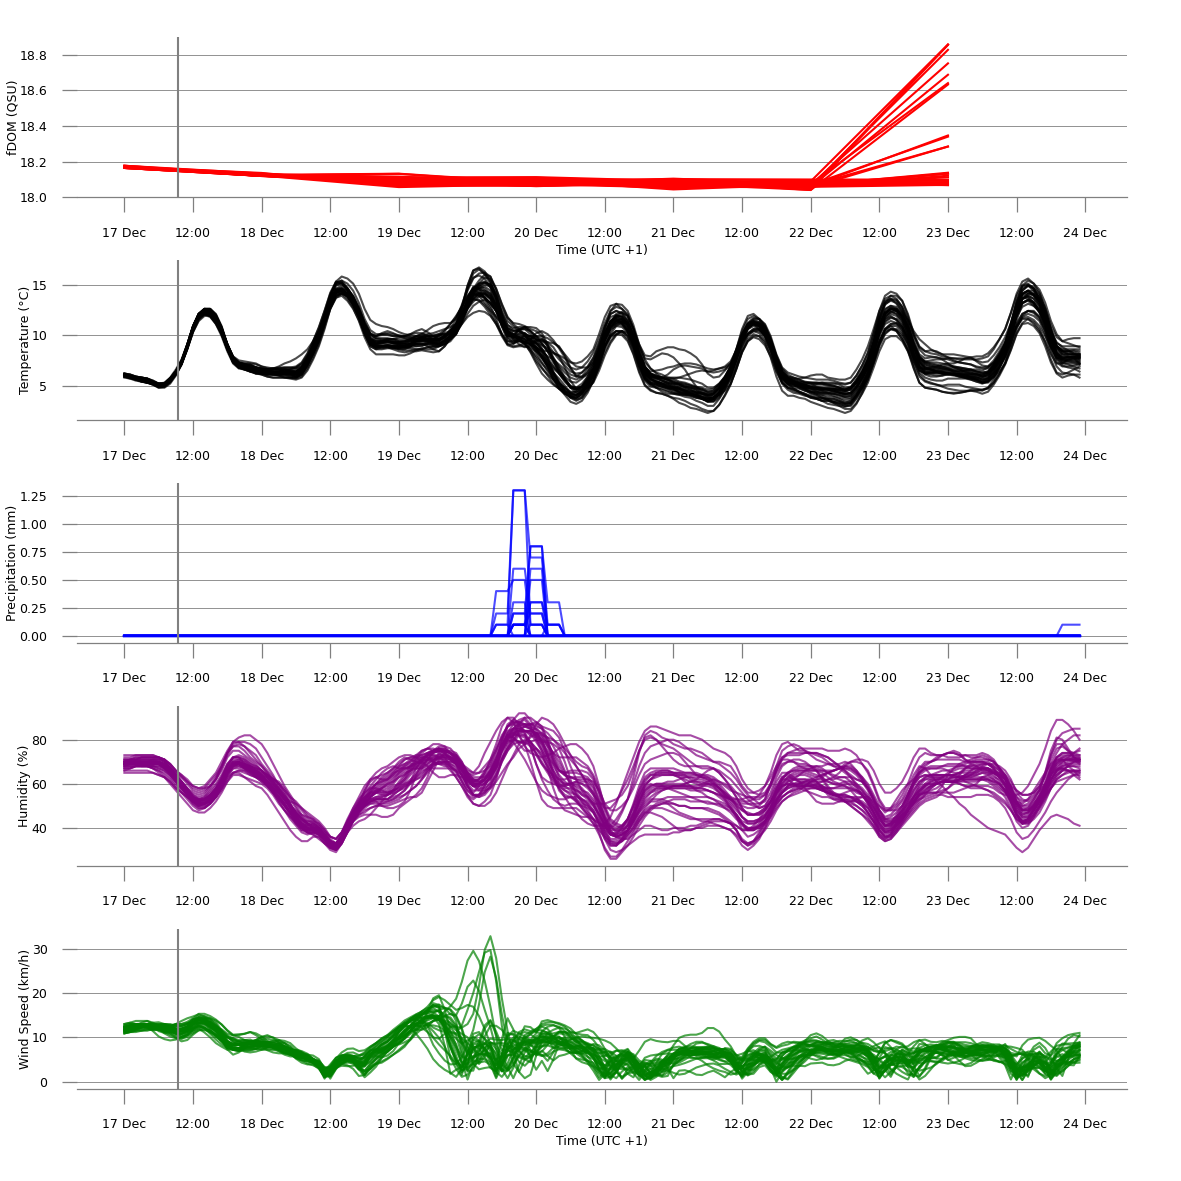 18.8
18.6
18.4
18.2
18.0
fDOM (QSU)
17 Dec 12:00 18 Dec 12:00 19 Dec 12:00 20 Dec 12:00 21 Dec 12:00 22 Dec 12:00 23 Dec 12:00 24 Dec
Time (UTC +1)
15
10
5
Temperature (°C)
17 Dec 12:00 18 Dec 12:00 19 Dec 12:00 20 Dec 12:00 21 Dec 12:00 22 Dec 12:00 23 Dec 12:00 24 Dec
1.25
1.00
0.75
0.50
0.25
0.00
Precipitation (mm)
17 Dec 12:00 18 Dec 12:00 19 Dec 12:00 20 Dec 12:00 21 Dec 12:00 22 Dec 12:00 23 Dec 12:00 24 Dec
80
60
40
Humidity (%)
17 Dec 12:00 18 Dec 12:00 19 Dec 12:00 20 Dec 12:00 21 Dec 12:00 22 Dec 12:00 23 Dec 12:00 24 Dec
30
20
10
0
Wind Speed (km/h)
17 Dec 12:00 18 Dec 12:00 19 Dec 12:00 20 Dec 12:00 21 Dec 12:00 22 Dec 12:00 23 Dec 12:00 24 Dec
Time (UTC +1)